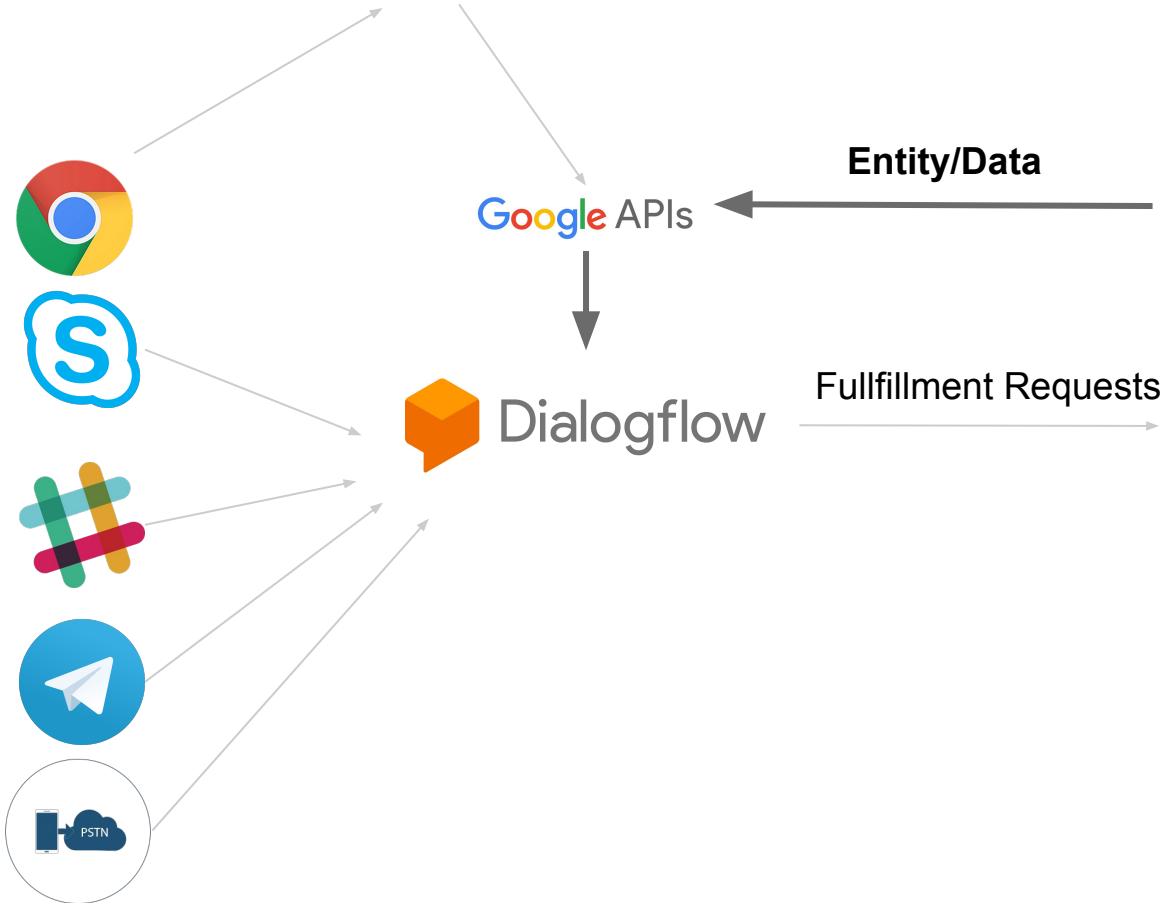 Entity/Data
Google APIs
Dialogflow
Fullfillment Requests
S
PSTN